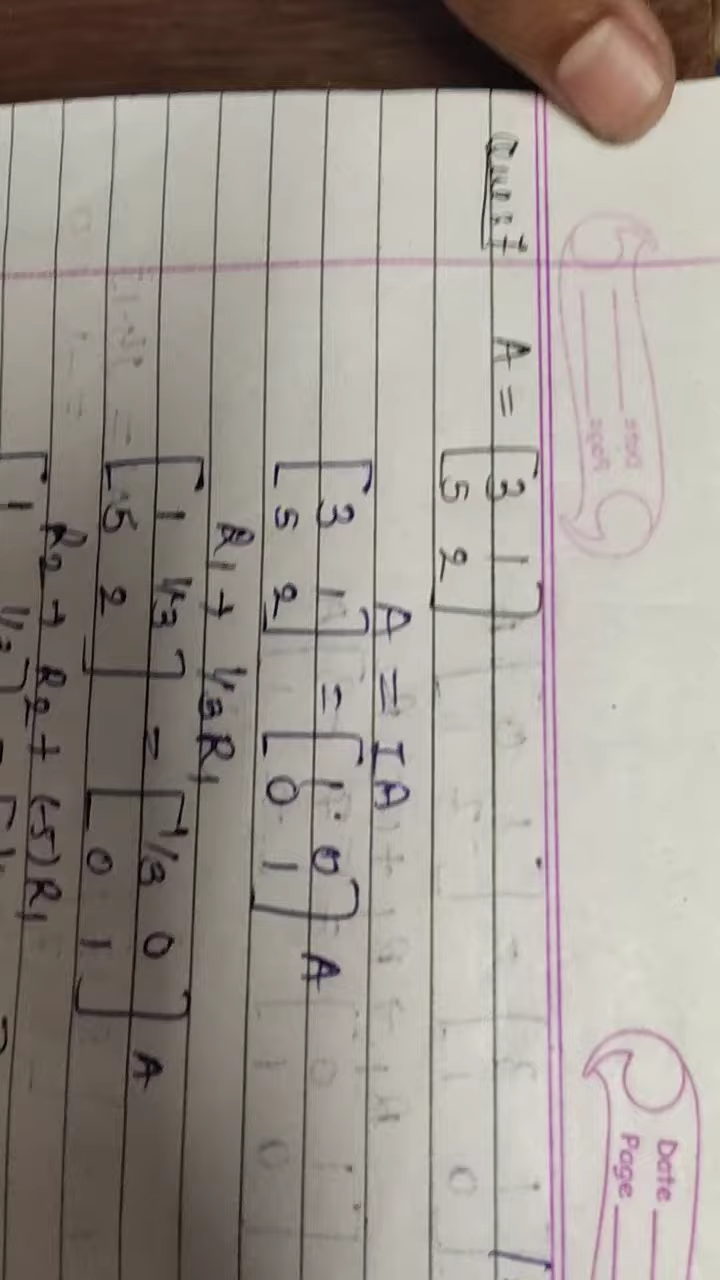 Date
Page
Quest A = [3 1
5 2]
A = IA
[3 1
5 2] = [1 0
0 1] A
R1 → 1/3 R1
[1 1/3
5 2] = [1/3 0
0 1] A
R2 → R2 + (-5) R1